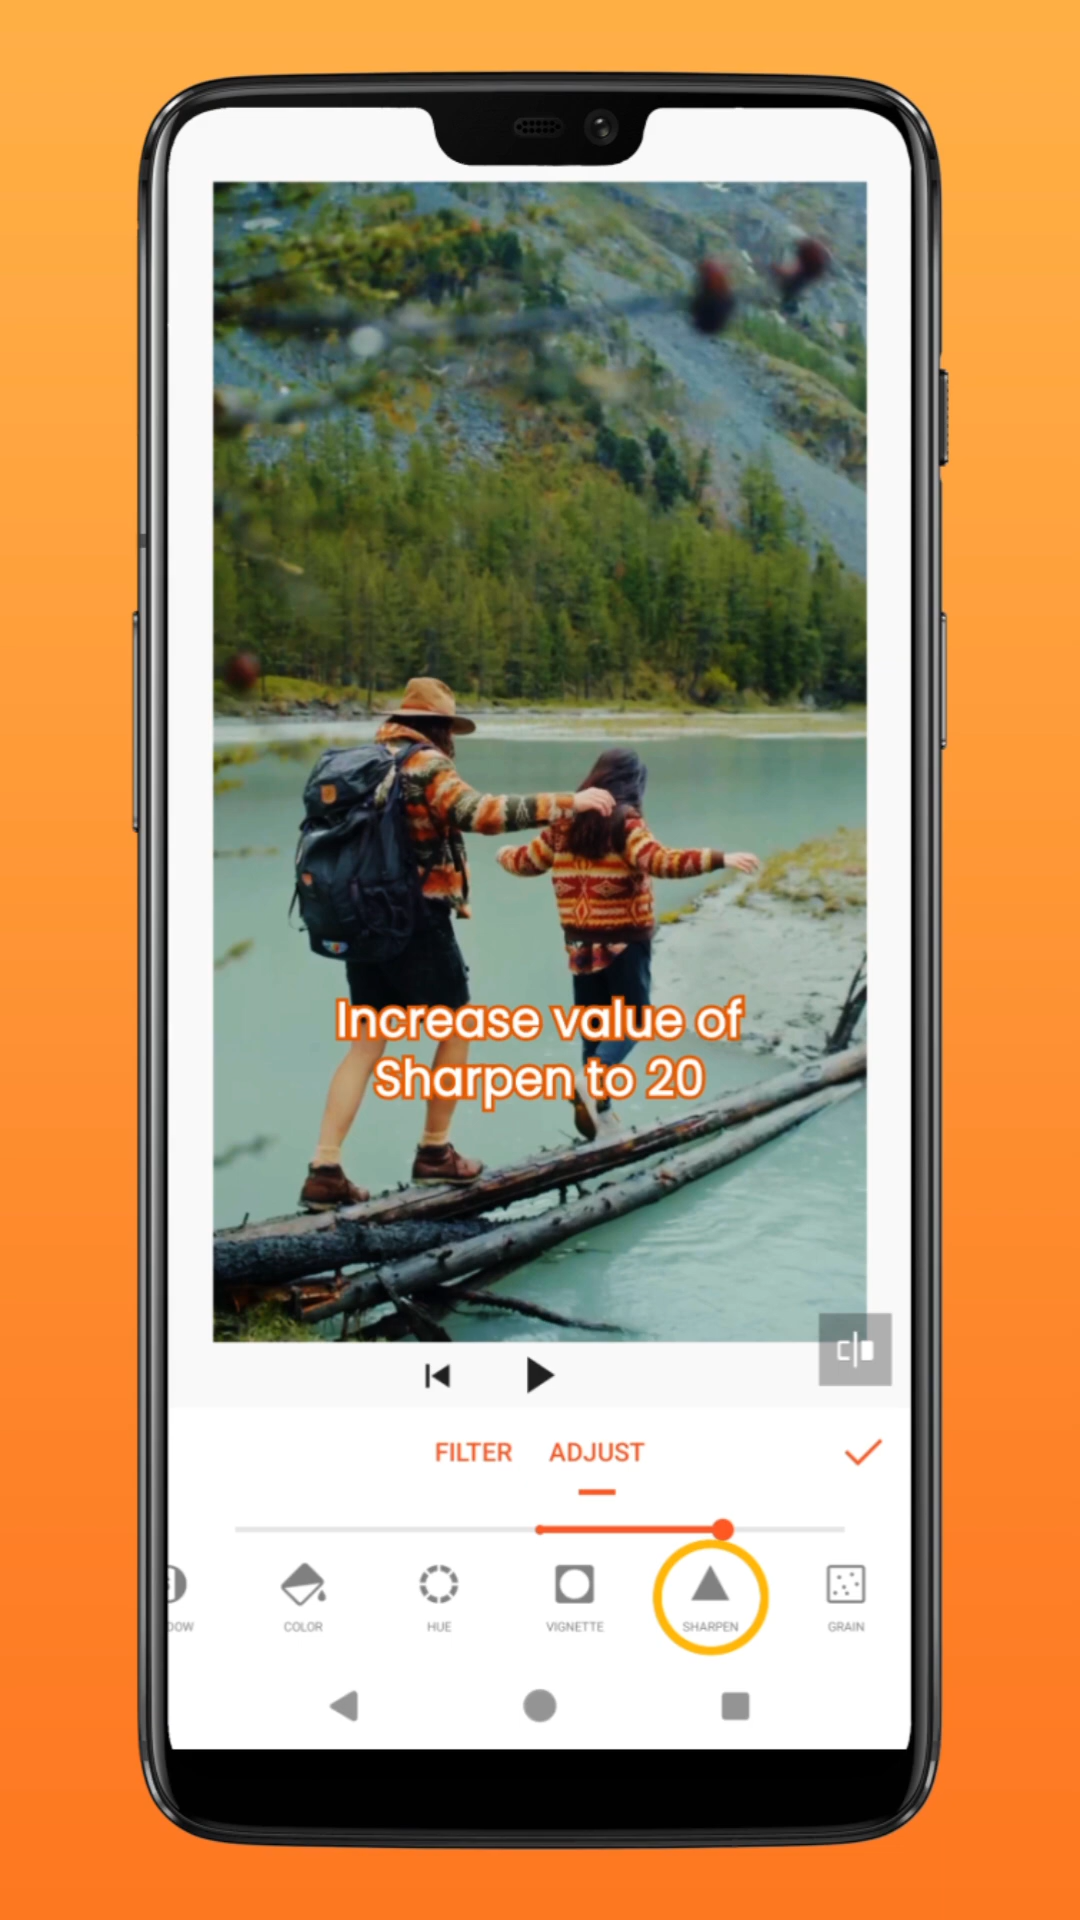 Increase value of
Sharpen to 20
FILTER ADJUST
DOW COLOR HUE VIGNETTE SHARPEN GRAIN